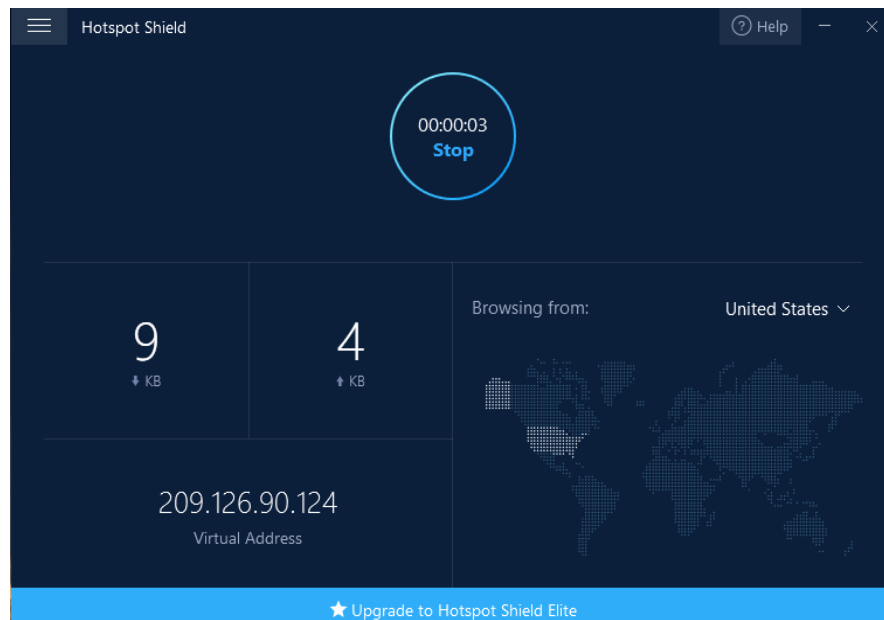 Hotspot Shield
Help
00:00:03
Stop
9
KB
4
KB
Browsing from:
United States
209.126.90.124
Virtual Address
Upgrade to Hotspot Shield Elite